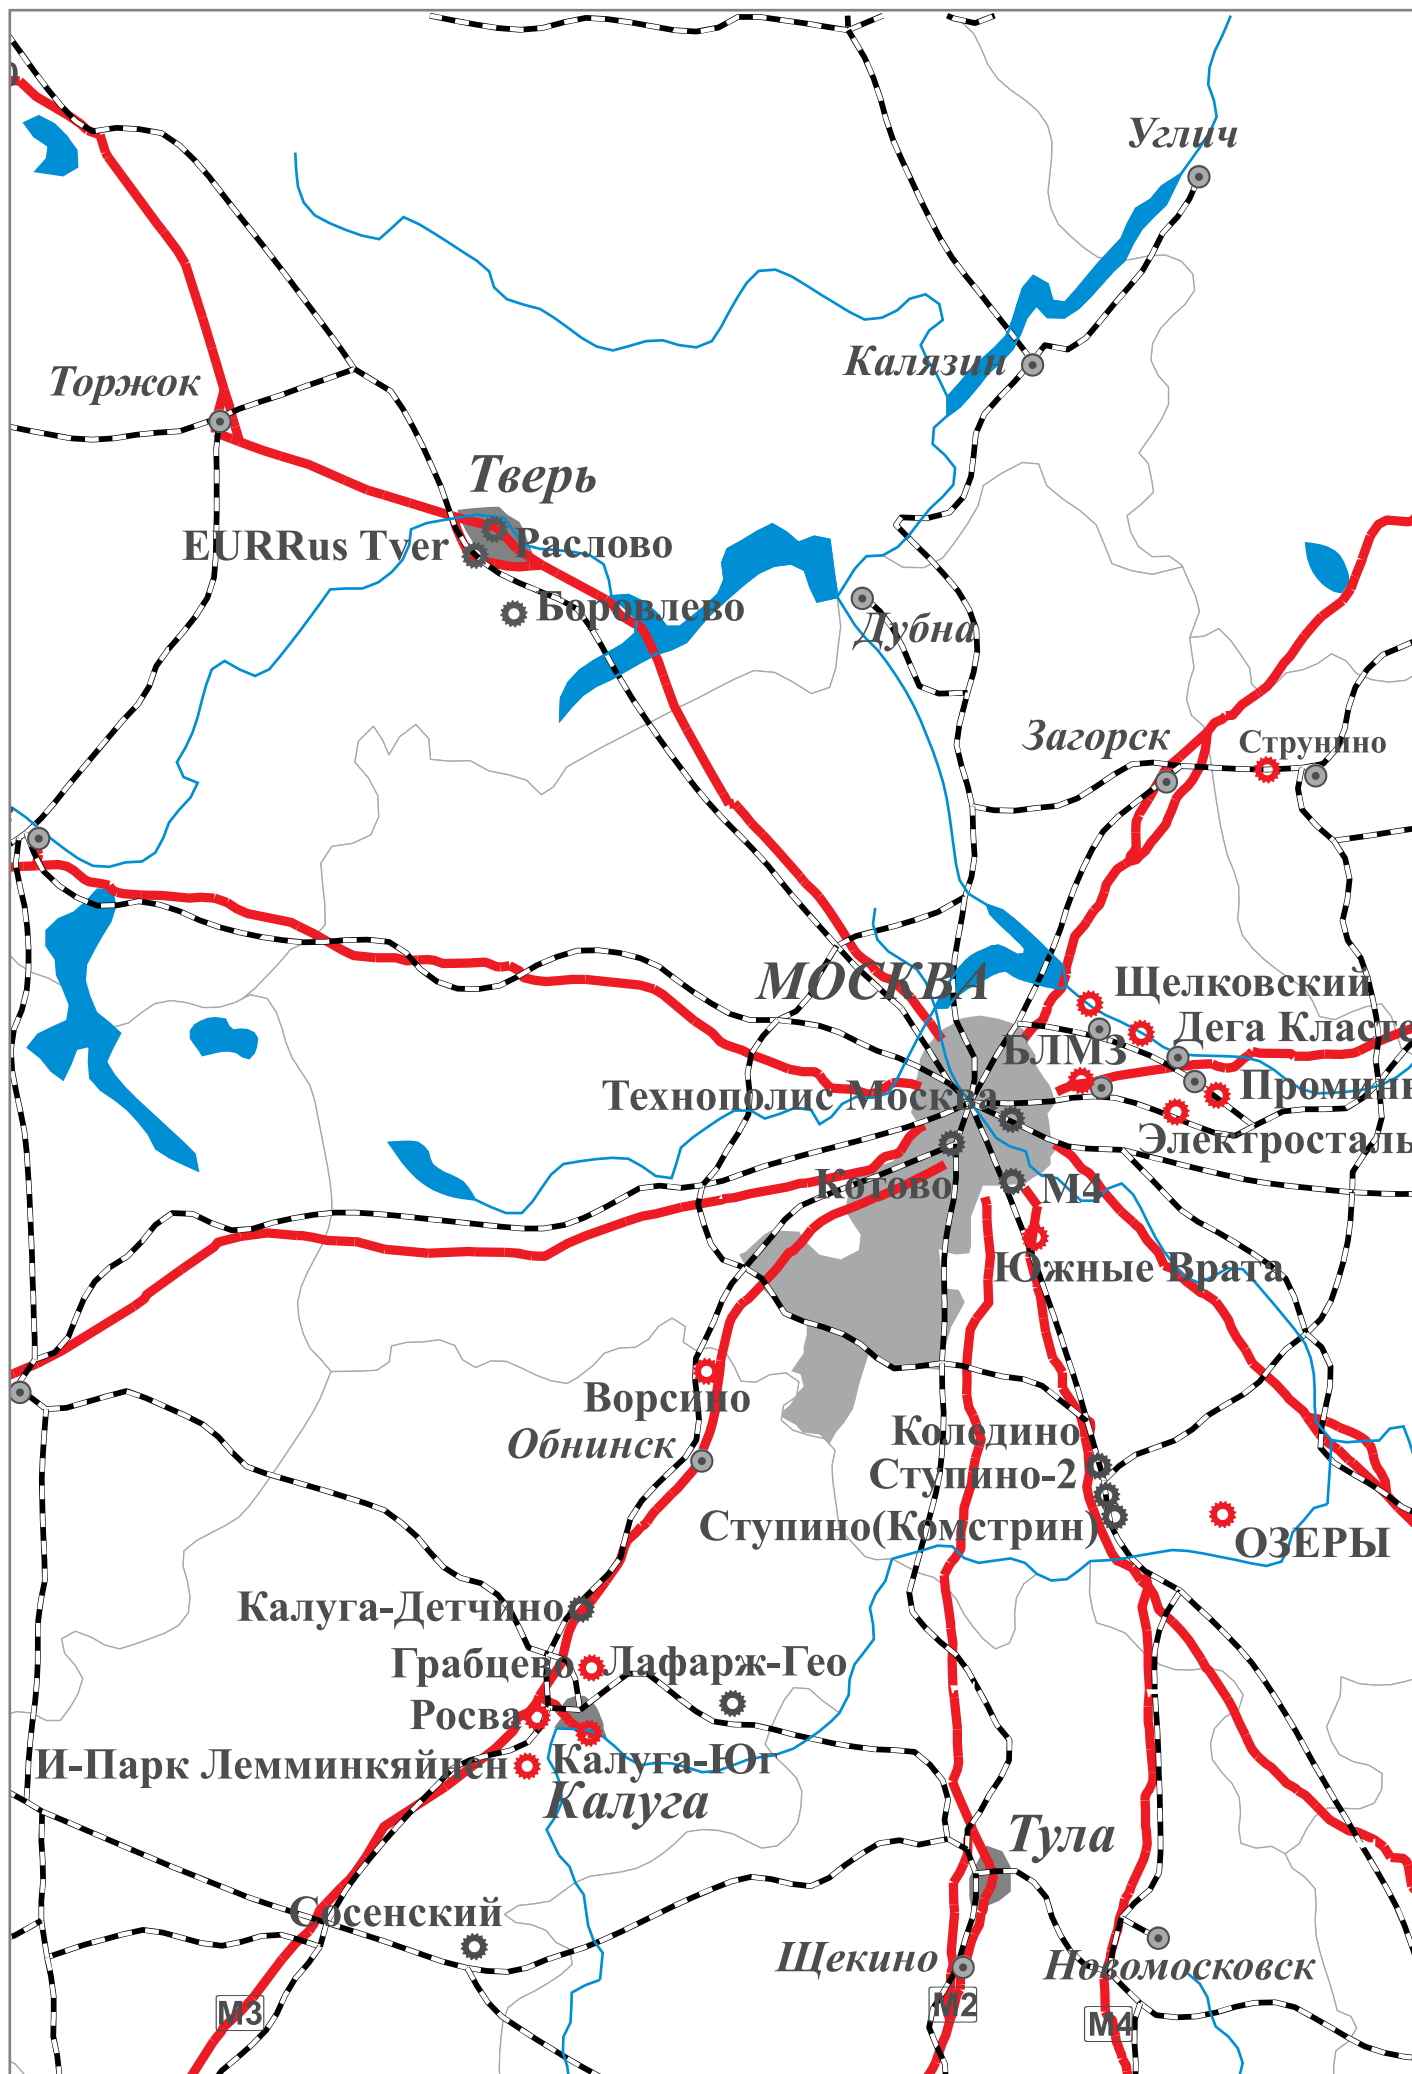 Углич
Калязин
Торжок
Тверь
EURRus Tver
Раслово
Боровлево
Дубна
Загорск
Струнино
МОСКВА
Щелковский
Дега Класте
БЛМЗ
Технополис Москва
Промин
Электросталь
Котово
М4
Южные Врата
Ворсино
Обнинск
Коледино
Ступино-2
Ступино(Комстрин)
ОЗЕРЫ
Калуга-Детчино
Грабцево
Лафарж-Гео
Росва
И-Парк Лемминкяйнен
Калуга-Юг
Калуга
Тула
Сосенский
Щекино
Новомосковск
М3
М2
М4